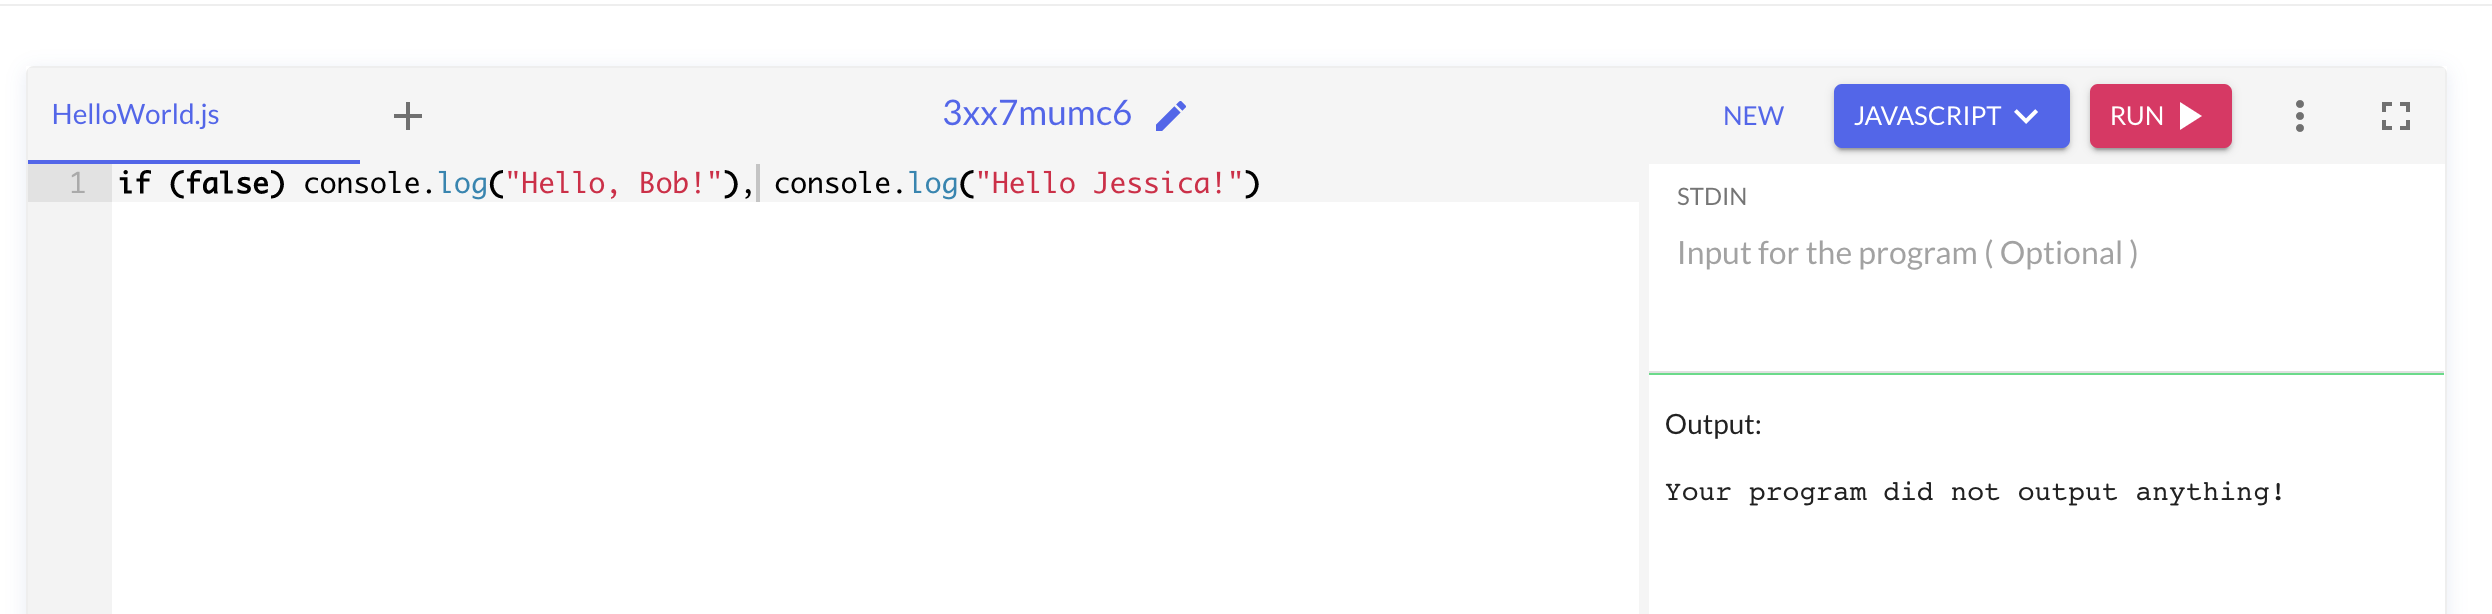 HelloWorld.js + 3xx7mumc6 NEW JAVASCRIPT RUN
1 if (false) console.log("Hello, Bob!"), console.log("Hello Jessica!")
STDIN
Input for the program ( Optional )
Output:
Your program did not output anything!